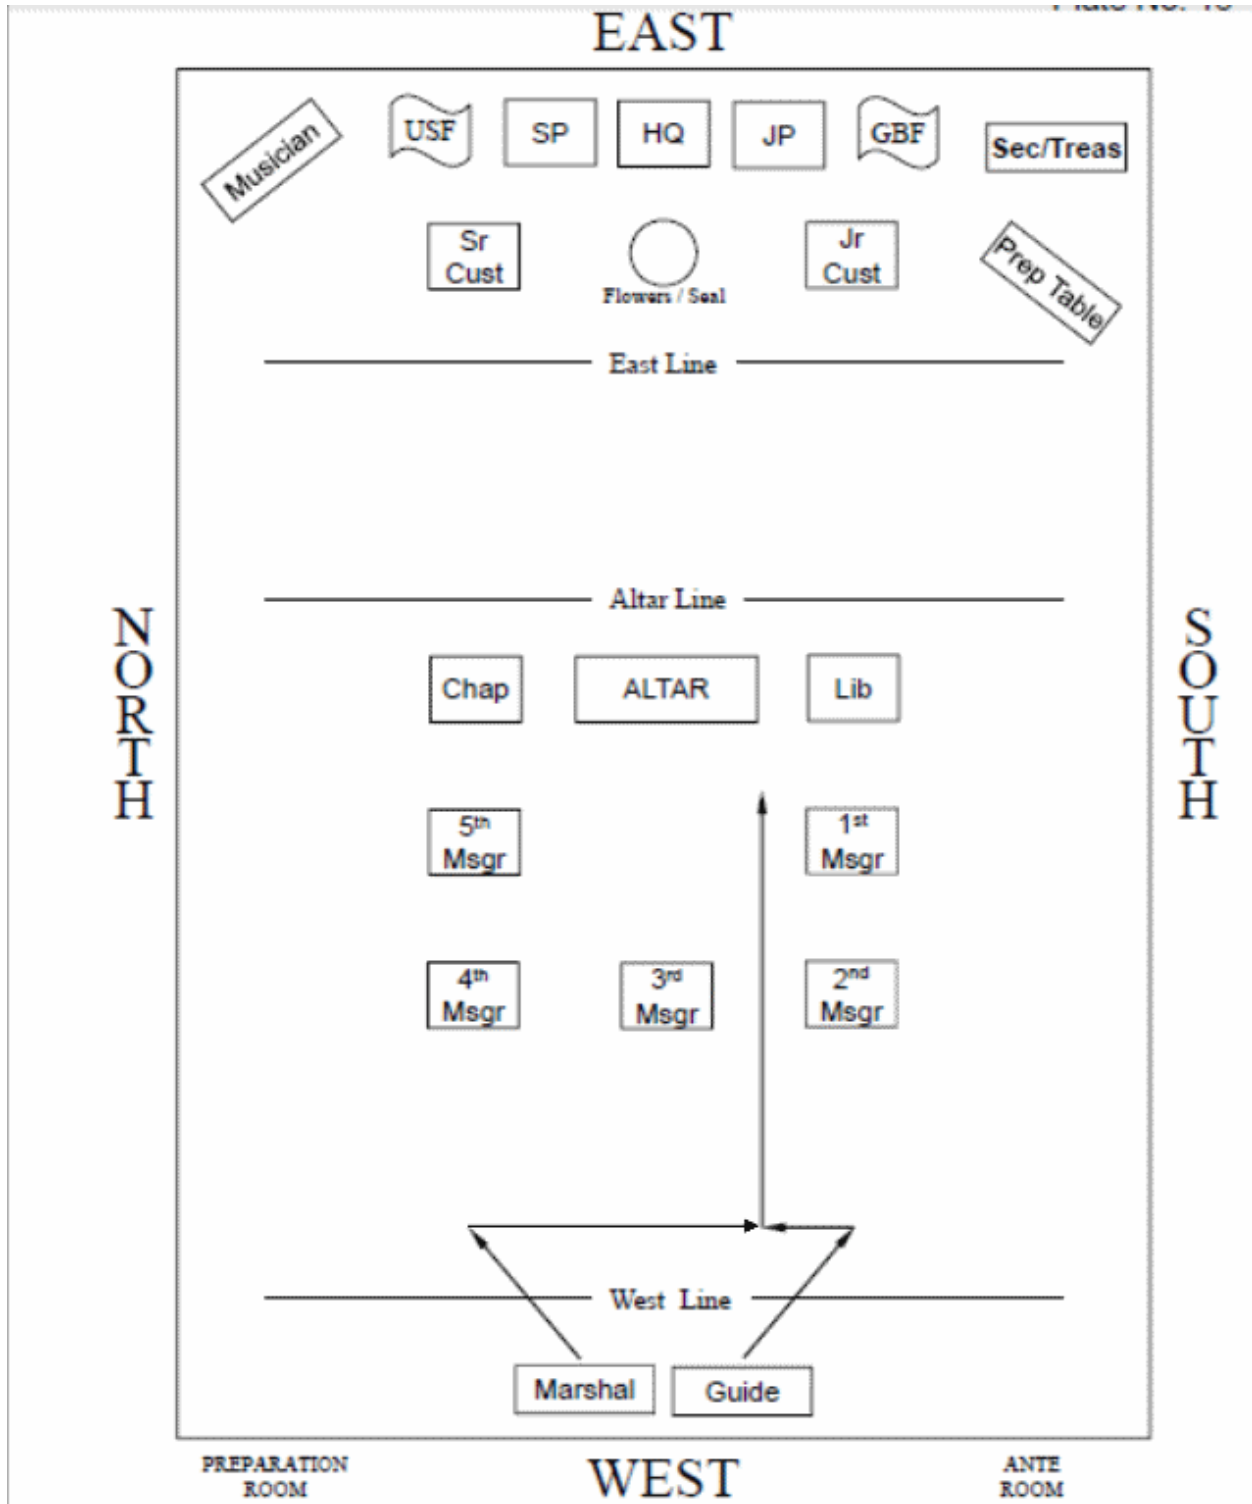 EAST
Musician
USF
SP
HQ
JP
GBF
Sec/Treas
Sr
Cust
Flowers / Seal
Jr
Cust
Prep Table
East Line
Altar Line
NORTH
SOUTH
Chap
ALTAR
Lib
5th
Msgr
1st
Msgr
4th
Msgr
3rd
Msgr
2nd
Msgr
West Line
Marshal
Guide
PREPARATION
ROOM
WEST
ANTE
ROOM